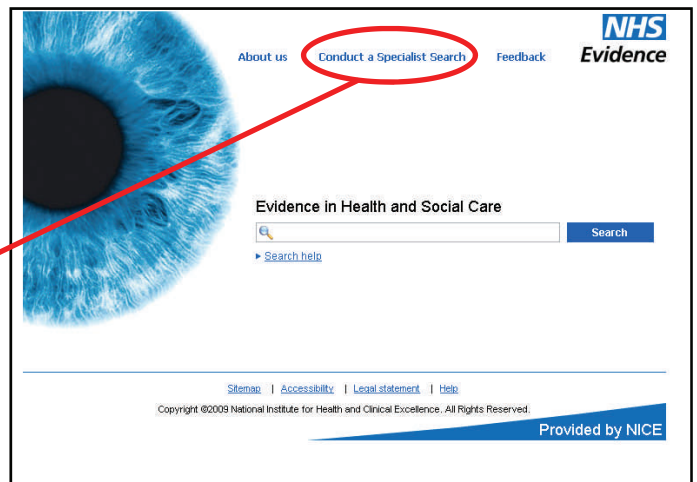 NHS
About us Conduct a Specialist Search Feedback Evidence
Evidence in Health and Social Care
Search
Search help
Sitemap | Accessibility | Legal statement | Help
Copyright ©2009 National Institute for Health and Clinical Excellence. All Rights Reserved.
Provided by NICE